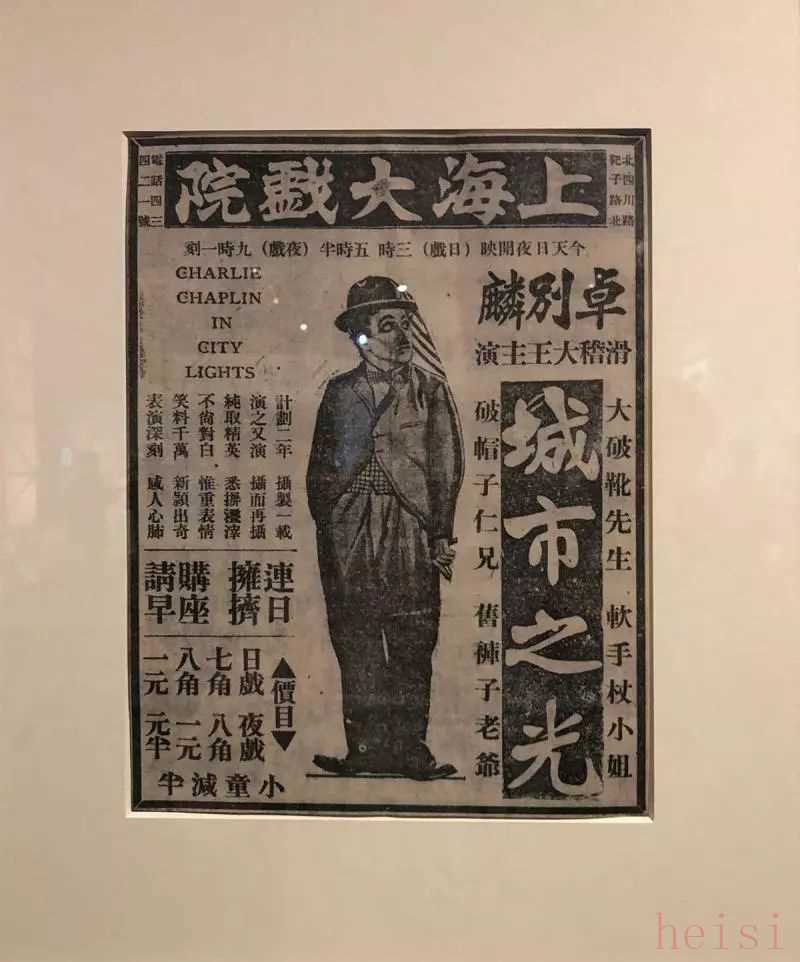 北四川路
靶子路北
上海大戲院
電話四三
四二一號
今天日夜開映(日戲)三時 五時半(夜戲)九時一刻
卓别麟
滑稽大王主演
大破靴先生 軟手杖小姐
城市之光
破帽子仁兄 舊褲子老爺
CHARLIE
CHAPLIN
IN
CITY
LIGHTS
計劃二年 攝製一載
演之又演 攝而再攝
純取精英 悉拼滓
不尙對白 惟重表情
笑料千萬 新穎出奇
表演深刻 感人心肺
連日
擁擠
購座
請早
▲價目▼
日戲 夜戲
七角 八角
八角 一元
一元 元半
小童減半
heisi